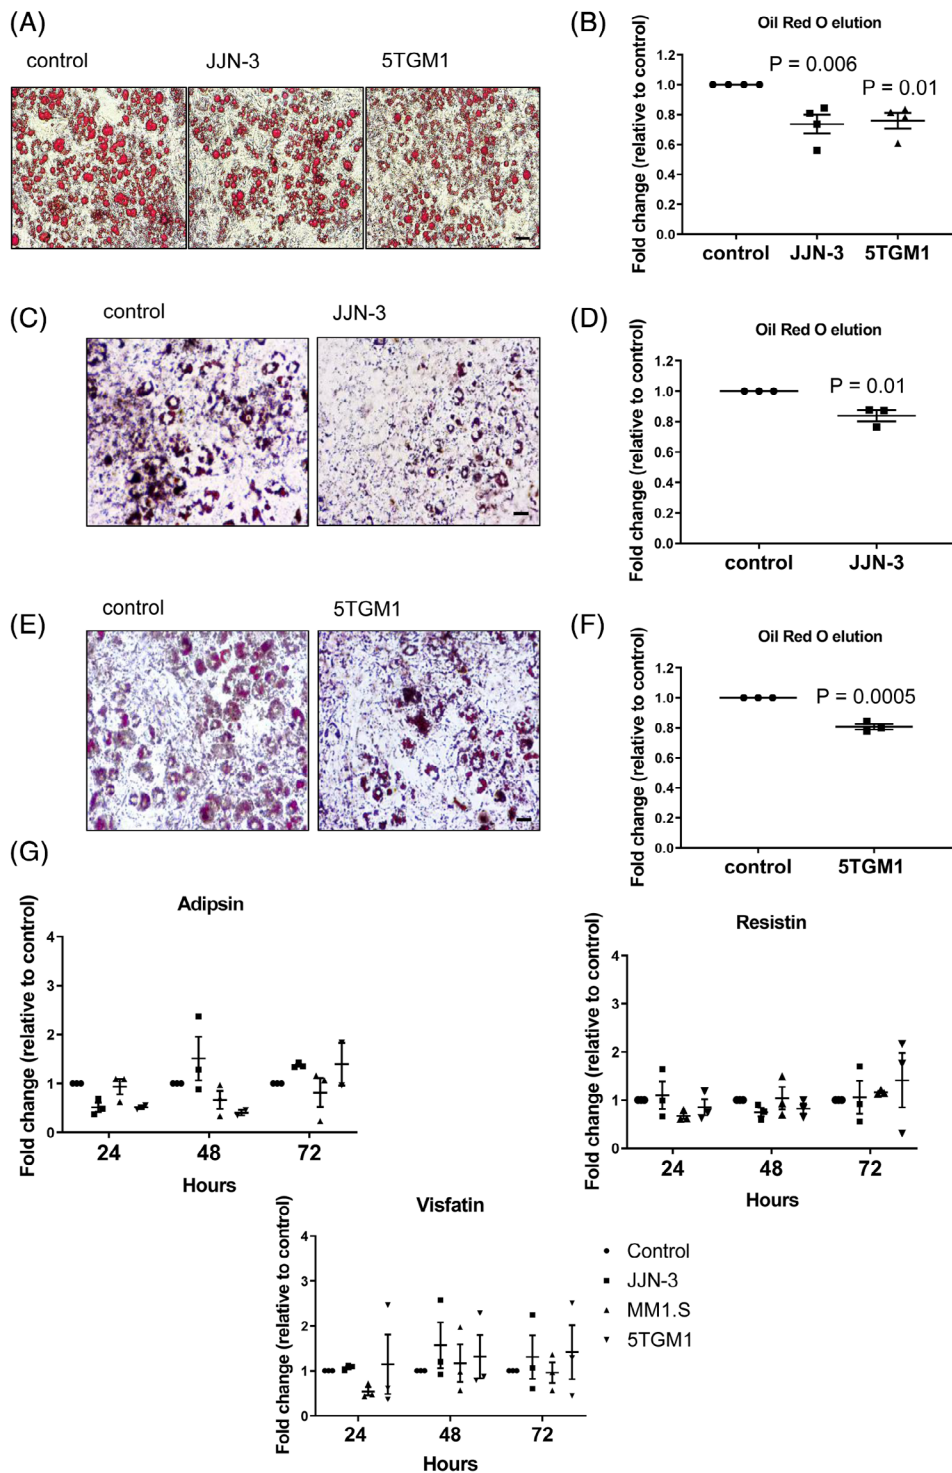 (A)
control JJN-3 5TGM1
(B)
Oil Red O elution
Fold change (relative to control)
1.2
1.0
0.8
0.6
0.4
0.2
0.0
P = 0.006
P = 0.01
control JJN-3 5TGM1
(C)
control JJN-3
(D)
Oil Red O elution
Fold change (relative to control)
1.2
1.0
0.8
0.6
0.4
0.2
0.0
P = 0.01
control JJN-3
(E)
control 5TGM1
(F)
Oil Red O elution
Fold change (relative to control)
1.2
1.0
0.8
0.6
0.4
0.2
0.0
P = 0.0005
control 5TGM1
(G)
Adipsin
Fold change (relative to control)
4
3
2
1
0
24 48 72
Hours
Resistin
Fold change (relative to control)
4
3
2
1
0
24 48 72
Hours
Visfatin
Fold change (relative to control)
4
3
2
1
0
24 48 72
Hours
Control
JJN-3
MM1.S
5TGM1